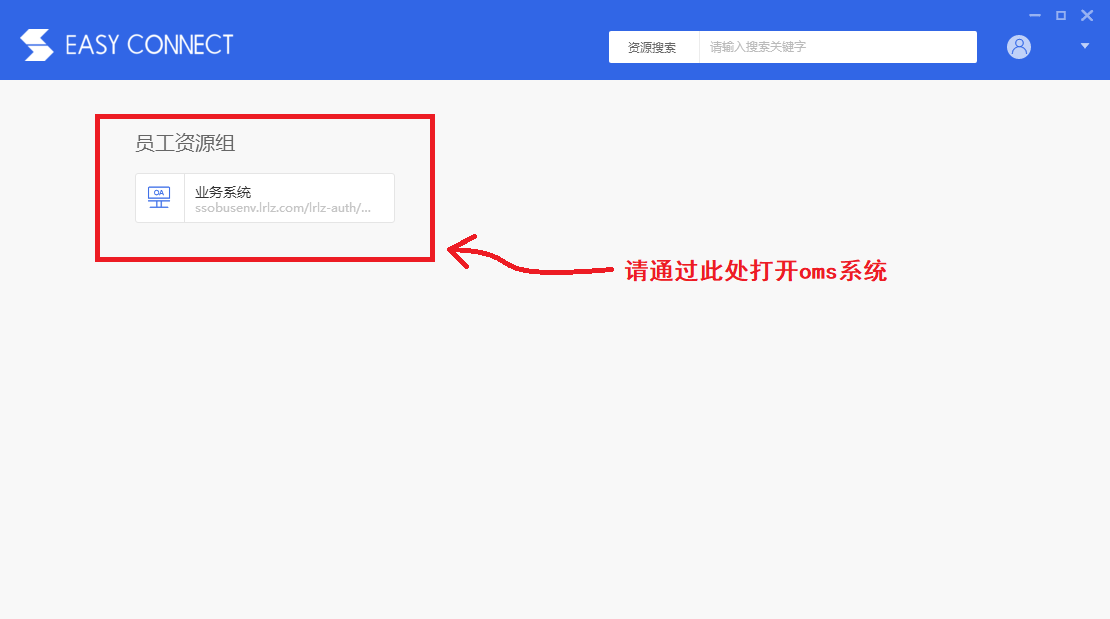 EASY CONNECT
资源搜索 请输入搜索关键字
员工资源组
OA
业务系统
ssobusenv.lrlz.com/lrlz-auth/...
请通过此处打开oms系统